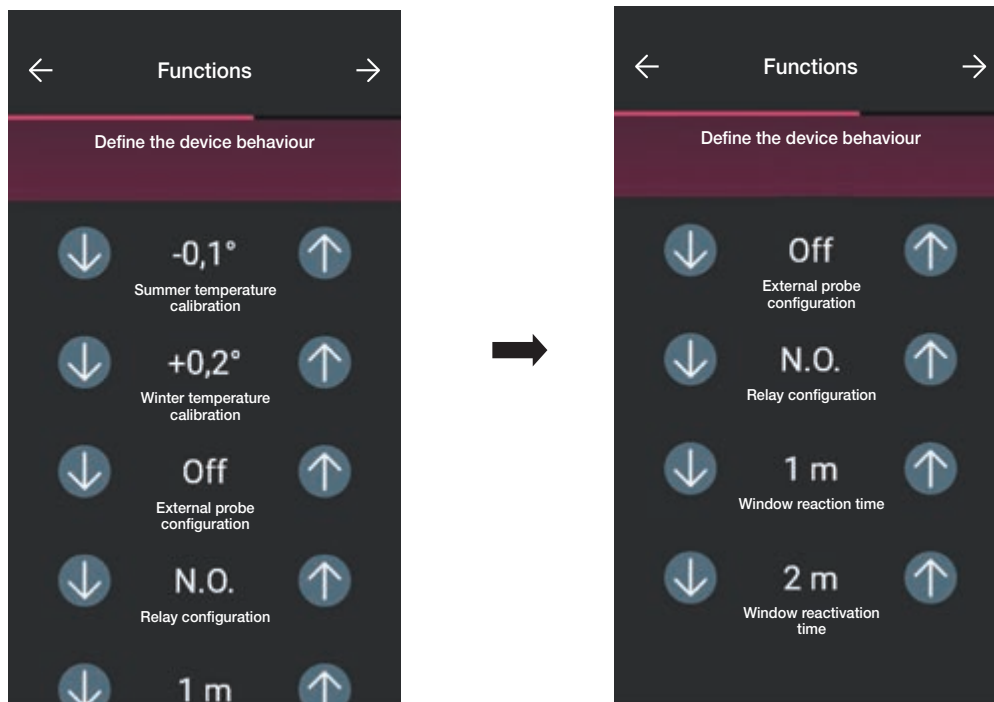 Functions
Define the device behaviour
-0,1°
Summer temperature
calibration
+0,2°
Winter temperature
calibration
Off
External probe
configuration
N.O.
Relay configuration
1 m
Functions
Define the device behaviour
Off
External probe
configuration
N.O.
Relay configuration
1 m
Window reaction time
2 m
Window reactivation
time